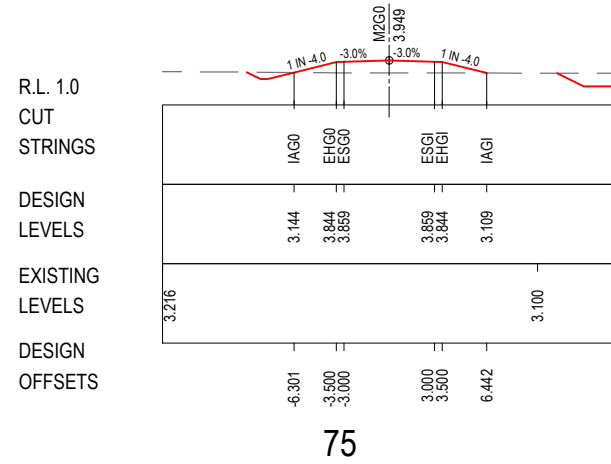 M2G0 3.949
1 IN -4.0 -3.0% -3.0% 1 IN -4.0
R.L. 1.0
CUT
STRINGS
IAG0 EHG0 ESG0 ESGI EHGI IAGI
DESIGN
LEVELS
3.144 3.844 3.859 3.859 3.844 3.109
EXISTING
LEVELS
3.216 3.100
DESIGN
OFFSETS
-6.301 -3.500 -3.000 3.000 3.500 6.442
75